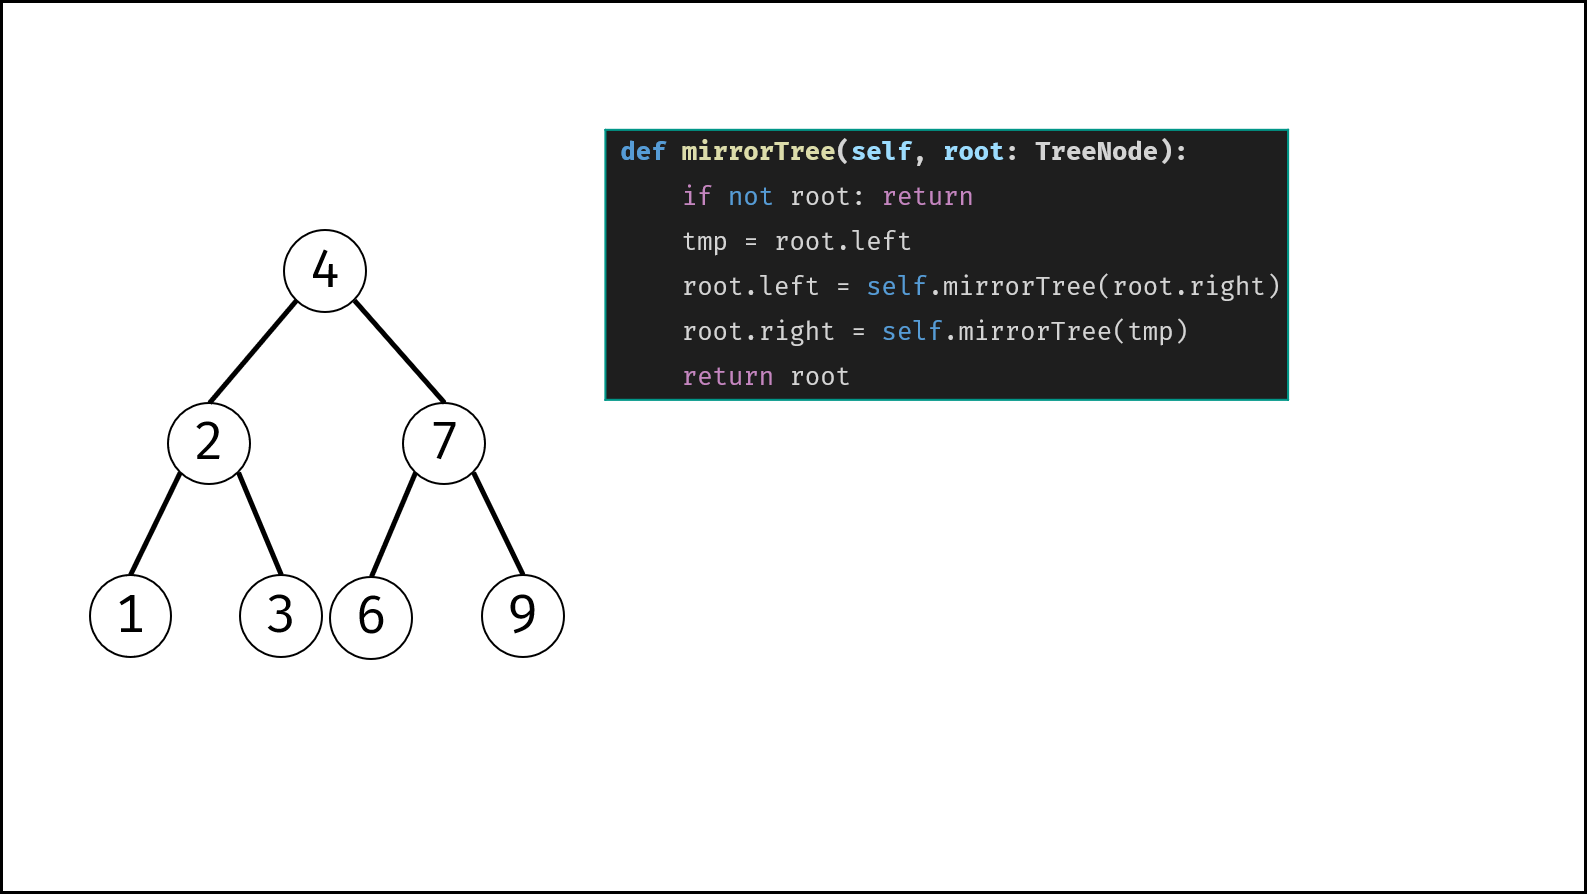 def mirrorTree(self, root: TreeNode):
    if not root: return
    tmp = root.left
    root.left = self.mirrorTree(root.right)
    root.right = self.mirrorTree(tmp)
    return root
4
2 7
1 3 6 9